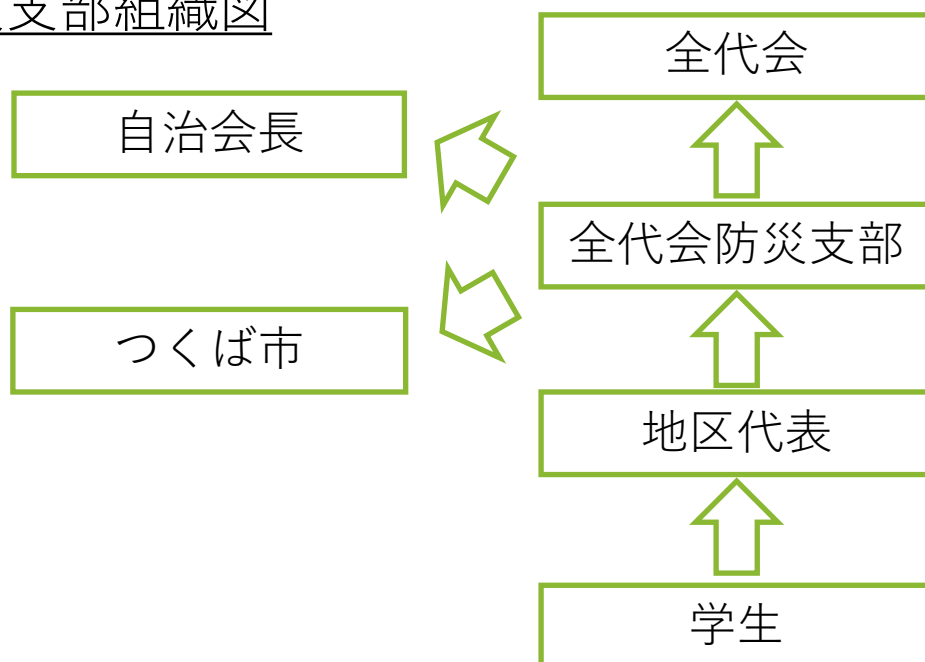 支部組織図
全代会
自治会長
全代会防災支部
つくば市
地区代表
学生